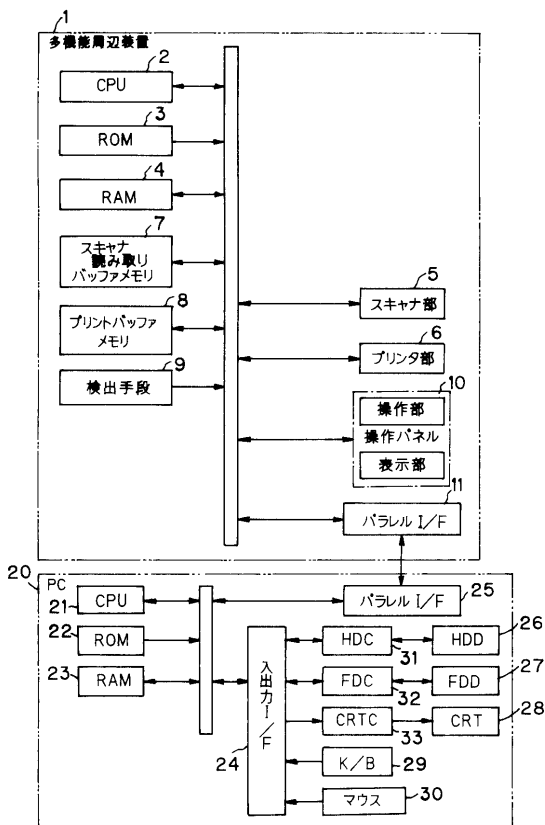 1
多機能周辺装置
2
CPU
3
ROM
4
RAM
7
スキャナ
読み取り
バッファメモリ
8
プリントバッファ
メモリ
9
検出手段
5
スキャナ部
6
プリンタ部
10
操作部
操作パネル
表示部
11
パラレル I/F
20
PC
21
CPU
22
ROM
23
RAM
24
入出力I/F
25
パラレル I/F
HDC
31
HDD
26
FDC
32
FDD
27
CRTC
33
CRT
28
K/B
29
マウス
30